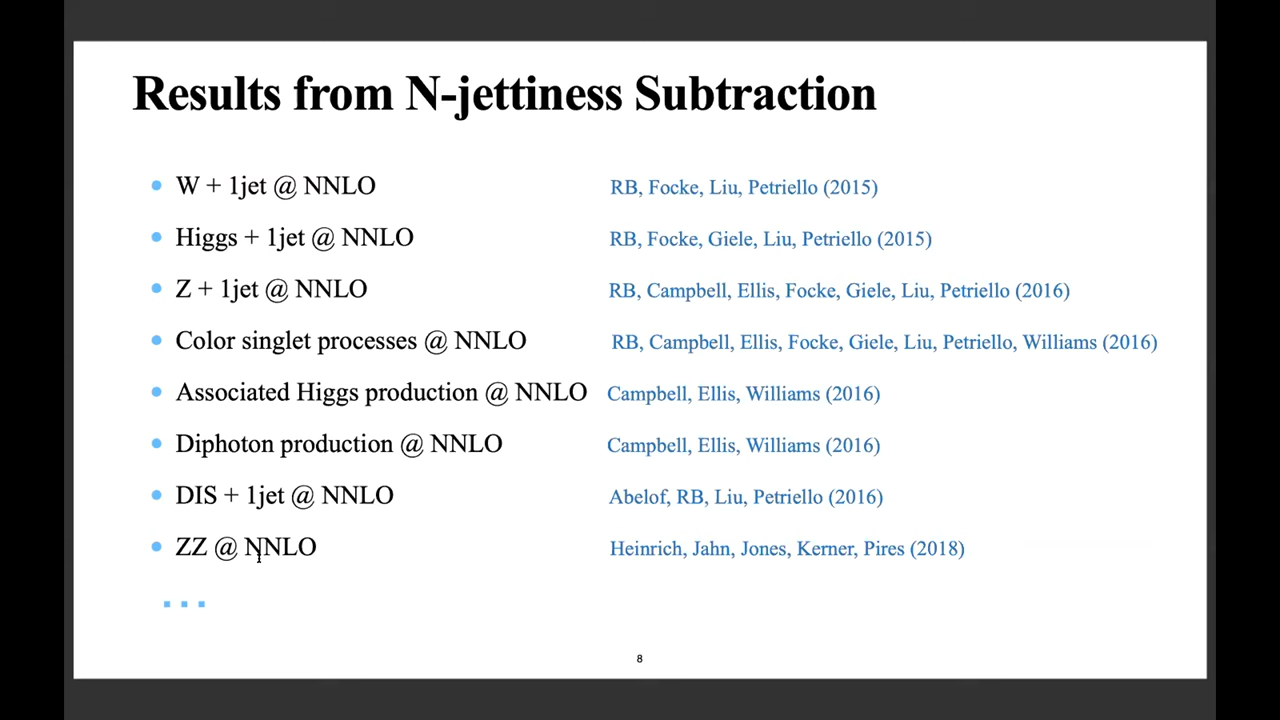 Results from N-jettiness Subtraction
• W + 1jet @ NNLO RB, Focke, Liu, Petriello (2015)
• Higgs + 1jet @ NNLO RB, Focke, Giele, Liu, Petriello (2015)
• Z + 1jet @ NNLO RB, Campbell, Ellis, Focke, Giele, Liu, Petriello (2016)
• Color singlet processes @ NNLO RB, Campbell, Ellis, Focke, Giele, Liu, Petriello, Williams (2016)
• Associated Higgs production @ NNLO Campbell, Ellis, Williams (2016)
• Diphoton production @ NNLO Campbell, Ellis, Williams (2016)
• DIS + 1jet @ NNLO Abelof, RB, Liu, Petriello (2016)
• ZZ @ NNLO Heinrich, Jahn, Jones, Kerner, Pires (2018)
...
8